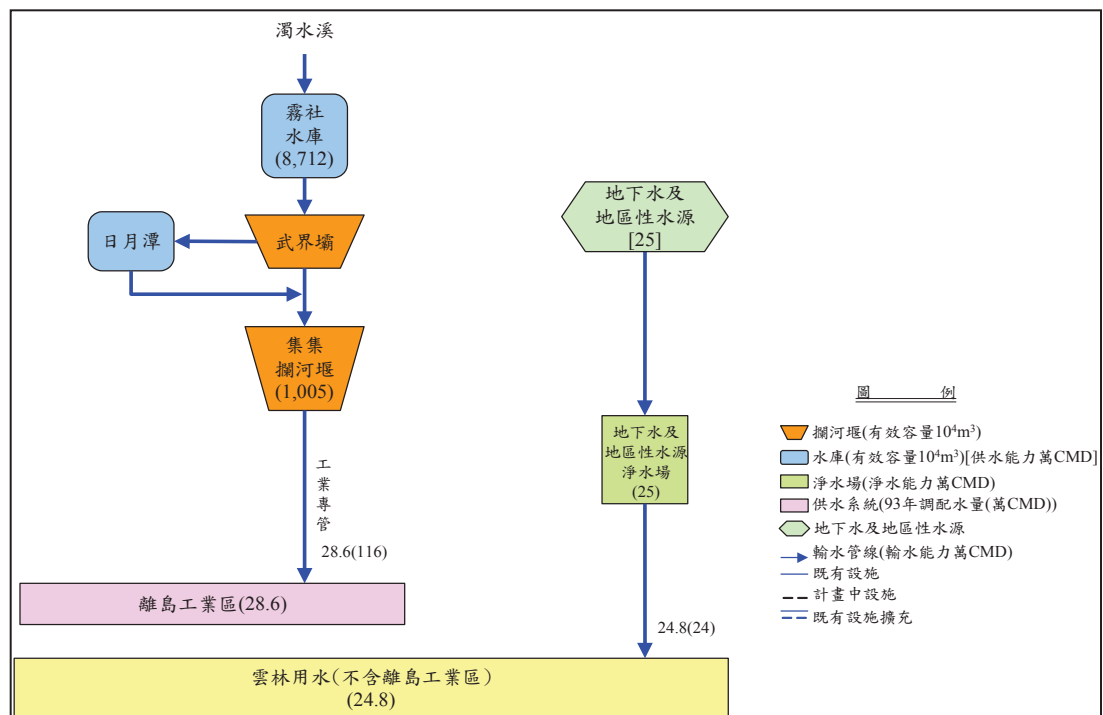 濁水溪
霧社
水庫
(8,712)
日月潭
武界壩
集集
攔河堰
(1,005)
工業專管
28.6(116)
離島工業區(28.6)
地下水及
地區性水源
[25]
地下水及
地區性水源
淨水場
(25)
24.8(24)
雲林用水(不含離島工業區)
(24.8)
圖 例
攔河堰(有效容量10⁴m³)
水庫(有效容量10⁴m³)[供水能力萬CMD]
淨水場(淨水能力萬CMD)
供水系統(93年調配水量(萬CMD))
地下水及地區性水源
輸水管線(輸水能力萬CMD)
既有設施
計畫中設施
既有設施擴充